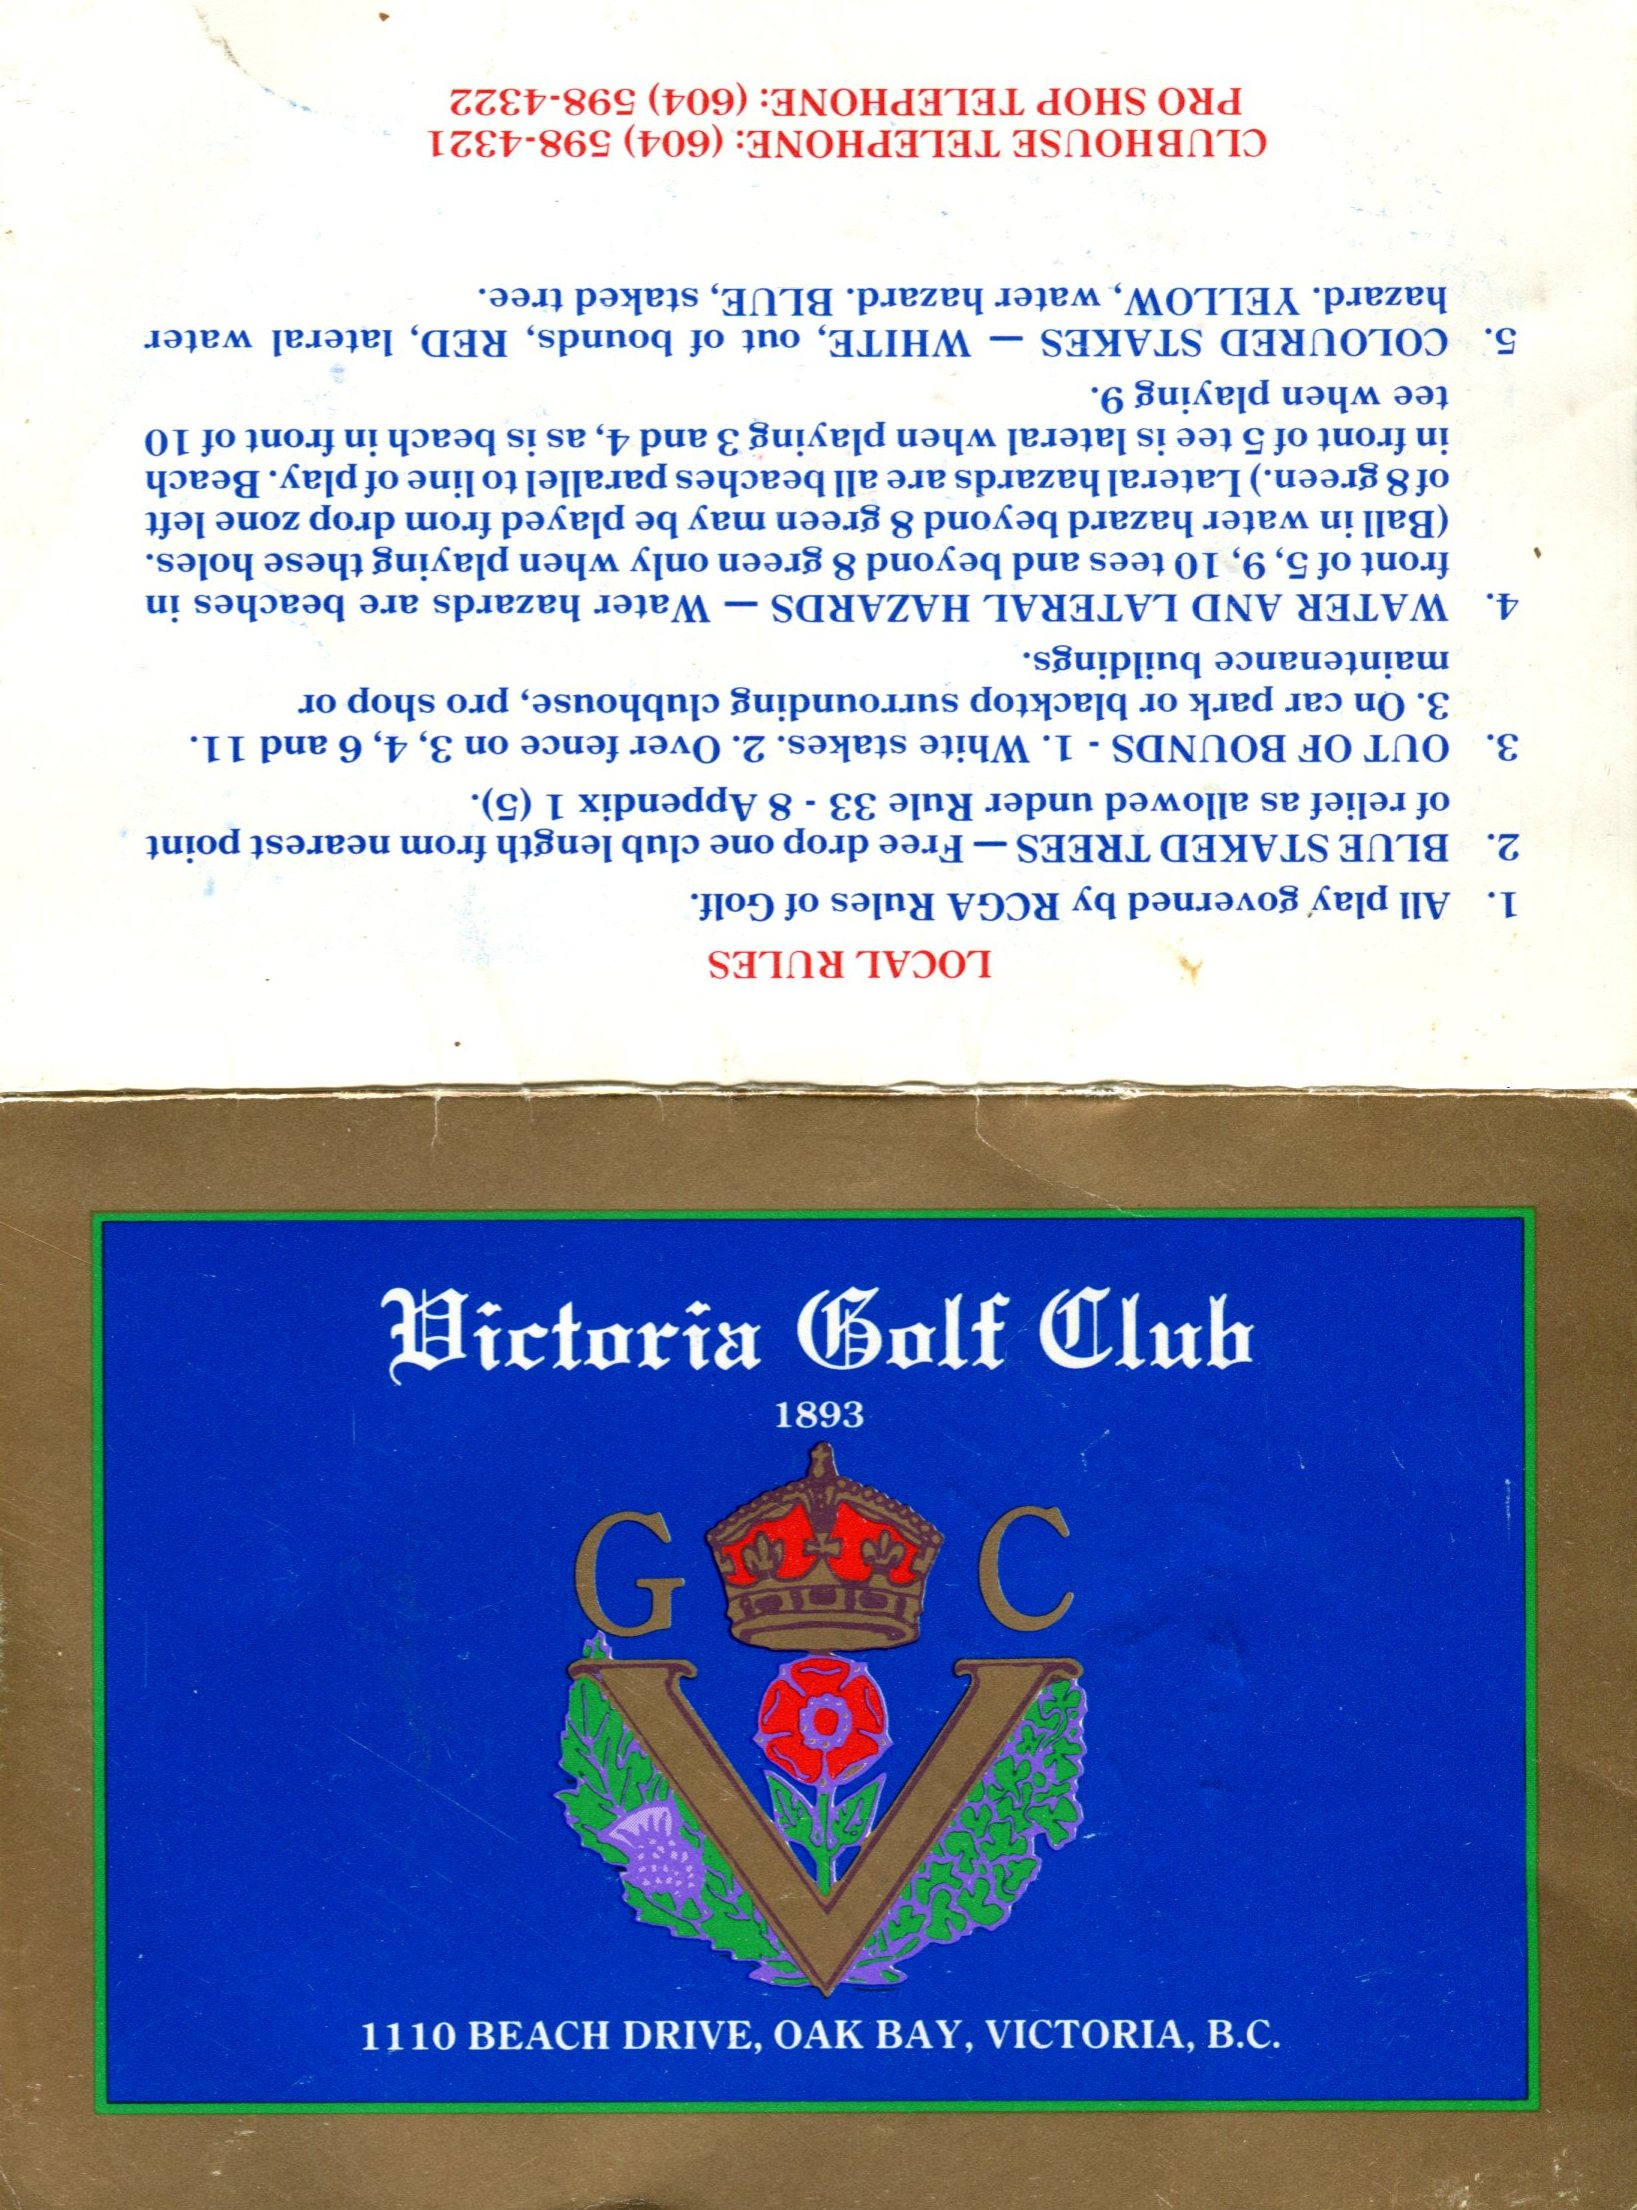 Victoria Golf Club
1893
G C
V
1110 BEACH DRIVE, OAK BAY, VICTORIA, B.C.
LOCAL RULES
1. All play governed by RCGA Rules of Golf.
2. BLUE STAKED TREES — Free drop one club length from nearest point
of relief as allowed under Rule 33 - 8 Appendix 1 (5).
3. OUT OF BOUNDS - 1. White stakes. 2. Over fence on 3, 4, 6 and 11.
3. On car park or blacktop surrounding clubhouse, pro shop or
maintenance buildings.
4. WATER AND LATERAL HAZARDS — Water hazards are beaches in
front of 5, 9, 10 tees and beyond 8 green only when playing these holes.
(Ball in water hazard beyond 8 green may be played from drop zone left
of 8 green.) Lateral hazards are all beaches parallel to line of play. Beach
in front of 5 tee is lateral when playing 3 and 4, as is beach in front of 10
tee when playing 9.
5. COLOURED STAKES — WHITE, out of bounds, RED, lateral water
hazard. YELLOW, water hazard. BLUE, staked tree.
CLUBHOUSE TELEPHONE: (604) 598-4321
PRO SHOP TELEPHONE: (604) 598-4322